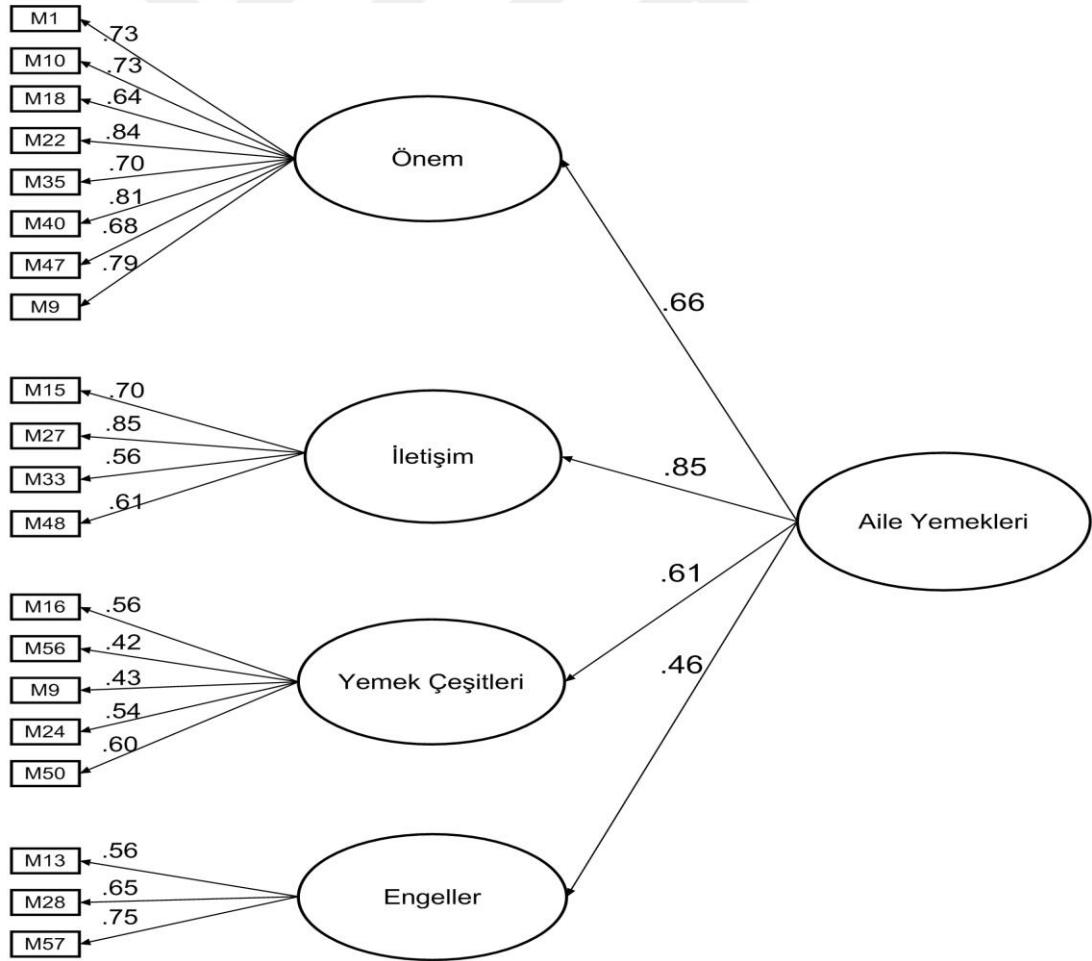 M1
.73
M10
.73
M18
.64
M22
.84
M35
.70
M40
.81
M47
.68
M9
.79
Önem
.66
M15
.70
M27
.85
M33
.56
M48
.61
İletişim
.85
Aile Yemekleri
M16
.56
M56
.42
M9
.43
M24
.54
M50
.60
Yemek Çeşitleri
.61
.46
M13
.56
M28
.65
M57
.75
Engeller